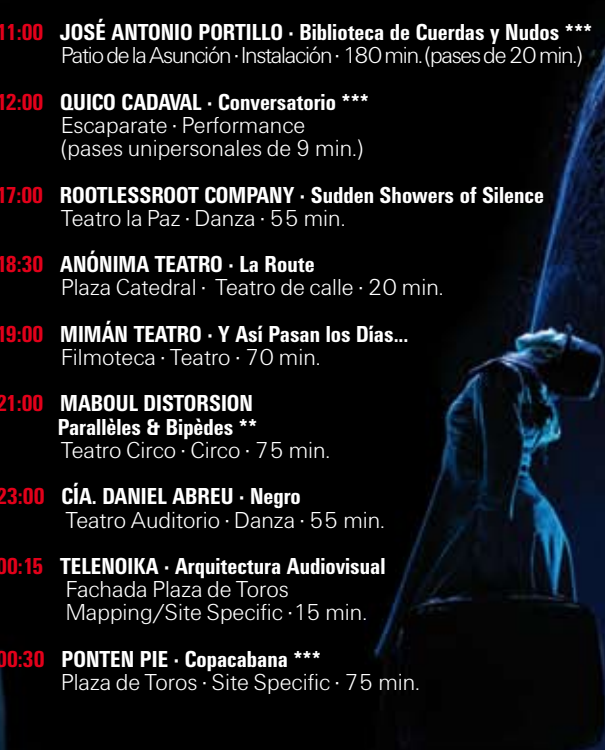 11:00 JOSÉ ANTONIO PORTILLO · Biblioteca de Cuerdas y Nudos ***
Patio de la Asunción · Instalación · 180 min. (pases de 20 min.)
12:00 QUICO CADAVAL · Conversatorio ***
Escaparate · Performance
(pases unipersonales de 9 min.)
17:00 ROOTLESSROOT COMPANY · Sudden Showers of Silence
Teatro la Paz · Danza · 55 min.
18:30 ANÓNIMA TEATRO · La Route
Plaza Catedral · Teatro de calle · 20 min.
19:00 MIMÁN TEATRO · Y Así Pasan los Días...
Filmoteca · Teatro · 70 min.
21:00 MABOUL DISTORSION
Parallèles & Bipèdes **
Teatro Circo · Circo · 75 min.
23:00 CÍA. DANIEL ABREU · Negro
Teatro Auditorio · Danza · 55 min.
00:15 TELENOIKA · Arquitectura Audiovisual
Fachada Plaza de Toros
Mapping/Site Specific ·15 min.
00:30 PONTEN PIE · Copacabana ***
Plaza de Toros · Site Specific · 75 min.